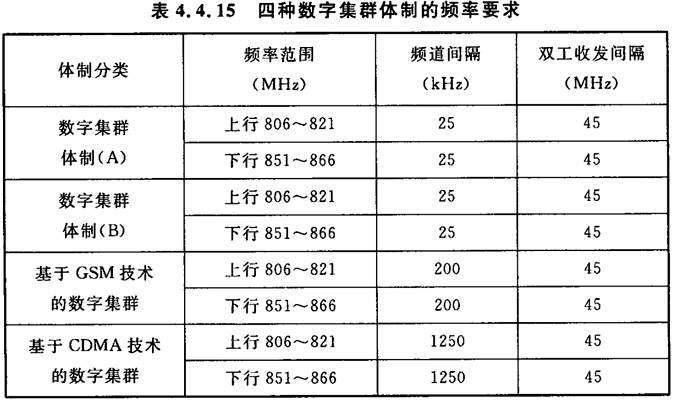 表 4.4.15 四种数字集群体制的频率要求
体制分类 频率范围（MHz） 频道间隔（kHz） 双工收发间隔（MHz）
数字集群体制（A） 上行 806～821 25 45
下行 851～866 25 45
数字集群体制（B） 上行 806～821 25 45
下行 851～866 25 45
基于 GSM 技术的数字集群 上行 806～821 200 45
下行 851～866 200 45
基于 CDMA 技术的数字集群 上行 806～821 1250 45
下行 851～866 1250 45